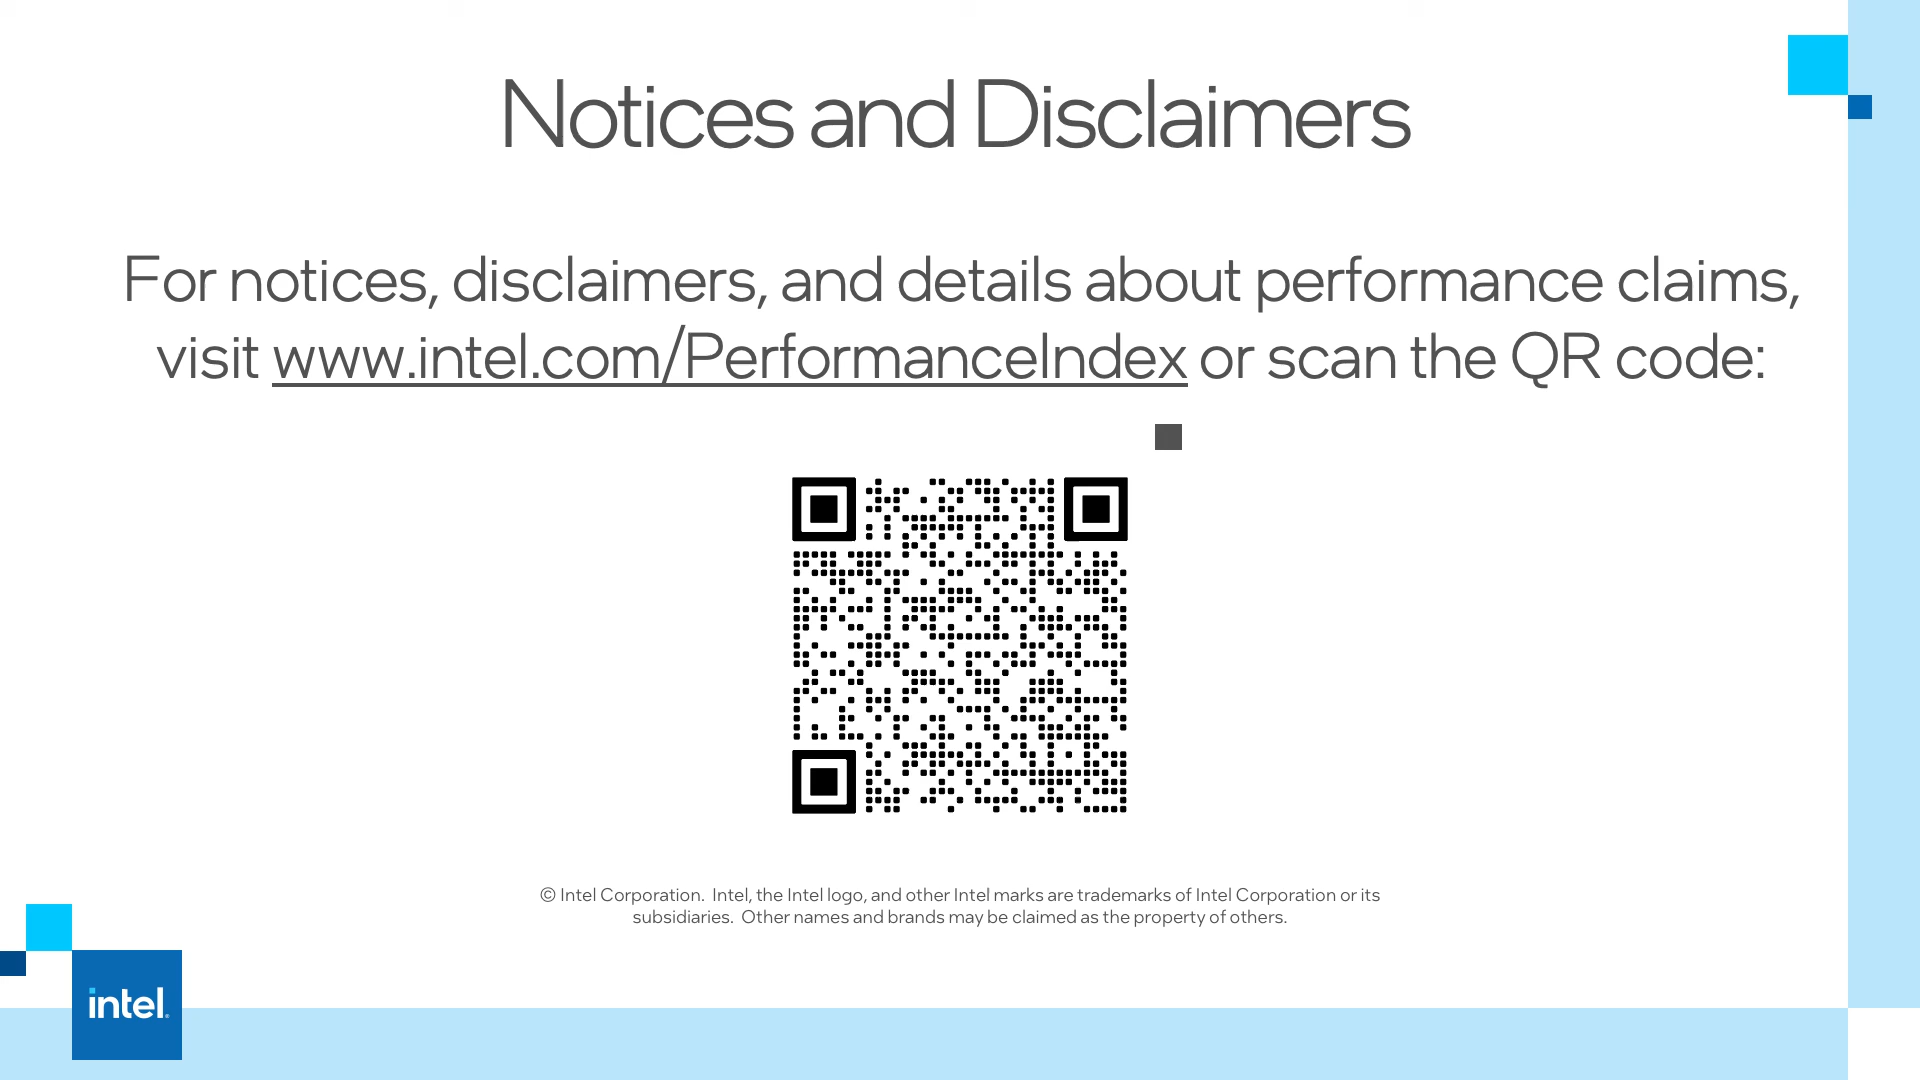 Notices and Disclaimers
For notices, disclaimers, and details about performance claims,
visit www.intel.com/PerformanceIndex or scan the QR code:
© Intel Corporation.  Intel, the Intel logo, and other Intel marks are trademarks of Intel Corporation or its
subsidiaries.  Other names and brands may be claimed as the property of others.
intel.